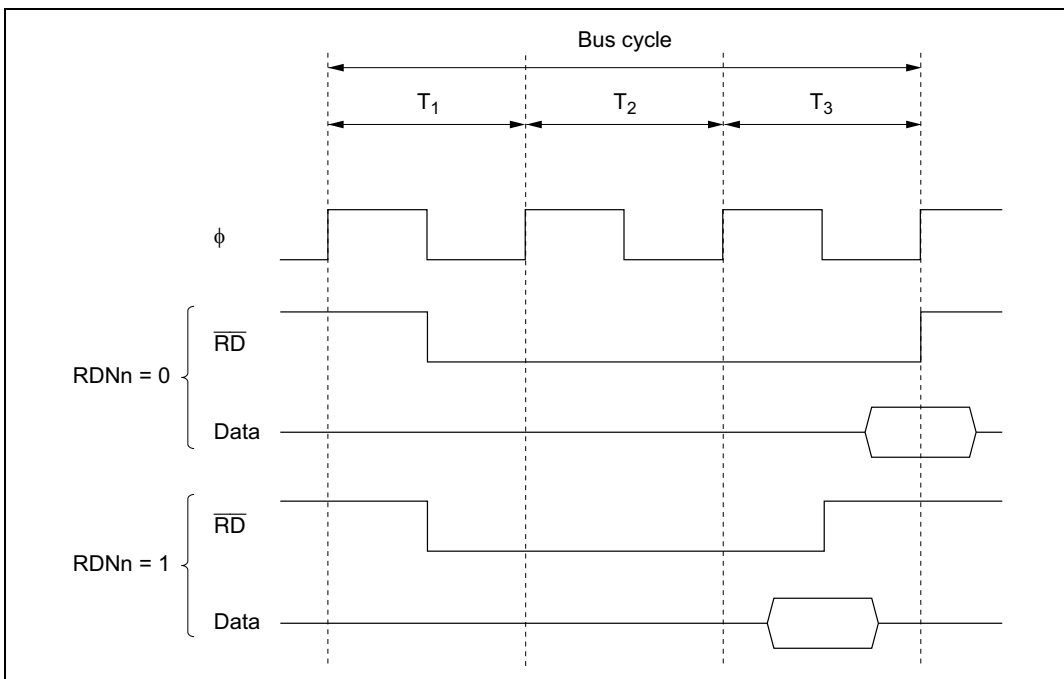 Bus cycle
T1 T2 T3
ϕ
RD
RDNn = 0
Data
RD
RDNn = 1
Data